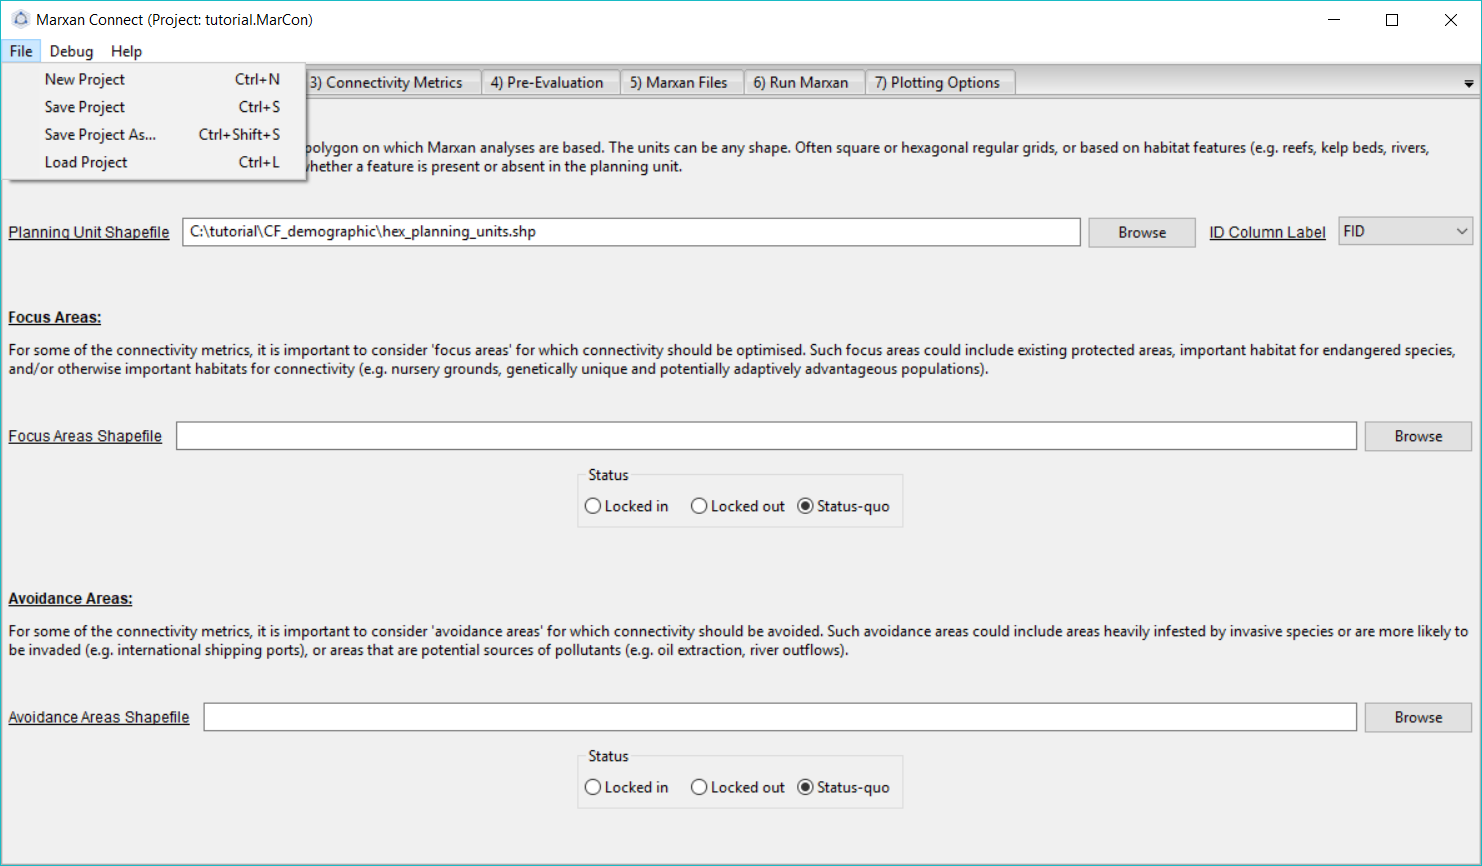 Marxan Connect (Project: tutorial.MarCon)
File Debug Help
New Project Ctrl+N
Save Project Ctrl+S
Save Project As... Ctrl+Shift+S
Load Project Ctrl+L
3) Connectivity Metrics 4) Pre-Evaluation 5) Marxan Files 6) Run Marxan 7) Plotting Options
polygon on which Marxan analyses are based. The units can be any shape. Often square or hexagonal regular grids, or based on habitat features (e.g. reefs, kelp beds, rivers,
whether a feature is present or absent in the planning unit.
Planning Unit Shapefile C:\tutorial\CF_demographic\hex_planning_units.shp Browse ID Column Label FID
Focus Areas:
For some of the connectivity metrics, it is important to consider 'focus areas' for which connectivity should be optimised. Such focus areas could include existing protected areas, important habitat for endangered species,
and/or otherwise important habitats for connectivity (e.g. nursery grounds, genetically unique and potentially adaptively advantageous populations).
Focus Areas Shapefile Browse
Status
Locked in Locked out Status-quo
Avoidance Areas:
For some of the connectivity metrics, it is important to consider 'avoidance areas' for which connectivity should be avoided. Such avoidance areas could include areas heavily infested by invasive species or are more likely to
be invaded (e.g. international shipping ports), or areas that are potential sources of pollutants (e.g. oil extraction, river outflows).
Avoidance Areas Shapefile Browse
Status
Locked in Locked out Status-quo